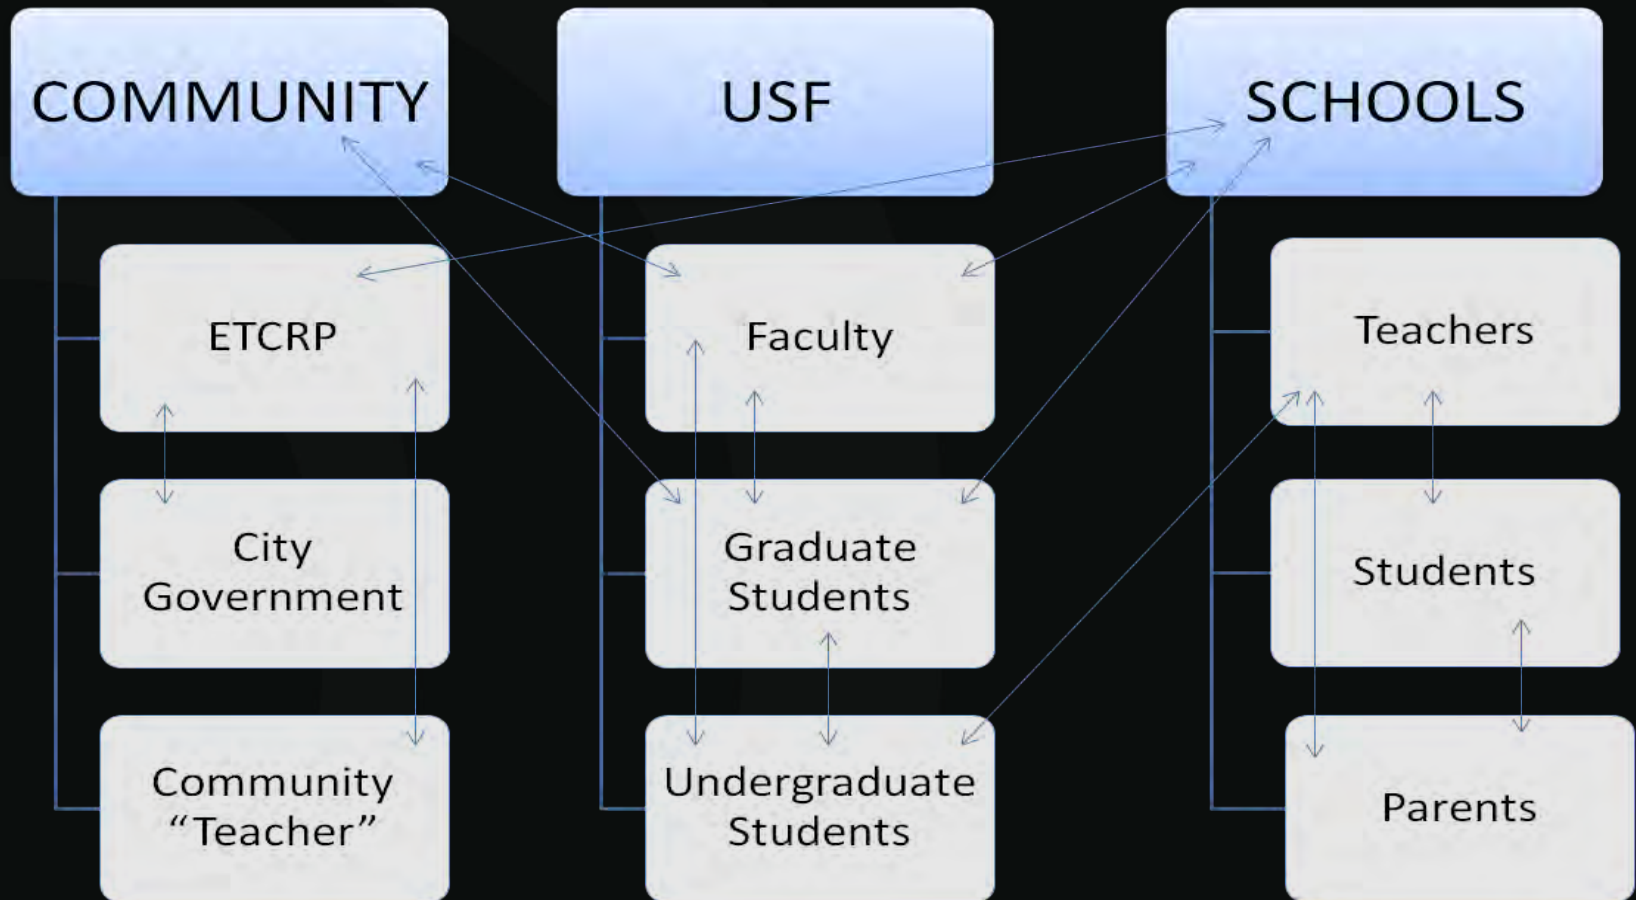 COMMUNITY
ETCRP
City
Government
Community
“Teacher”
USF
Faculty
Graduate
Students
Undergraduate
Students
SCHOOLS
Teachers
Students
Parents